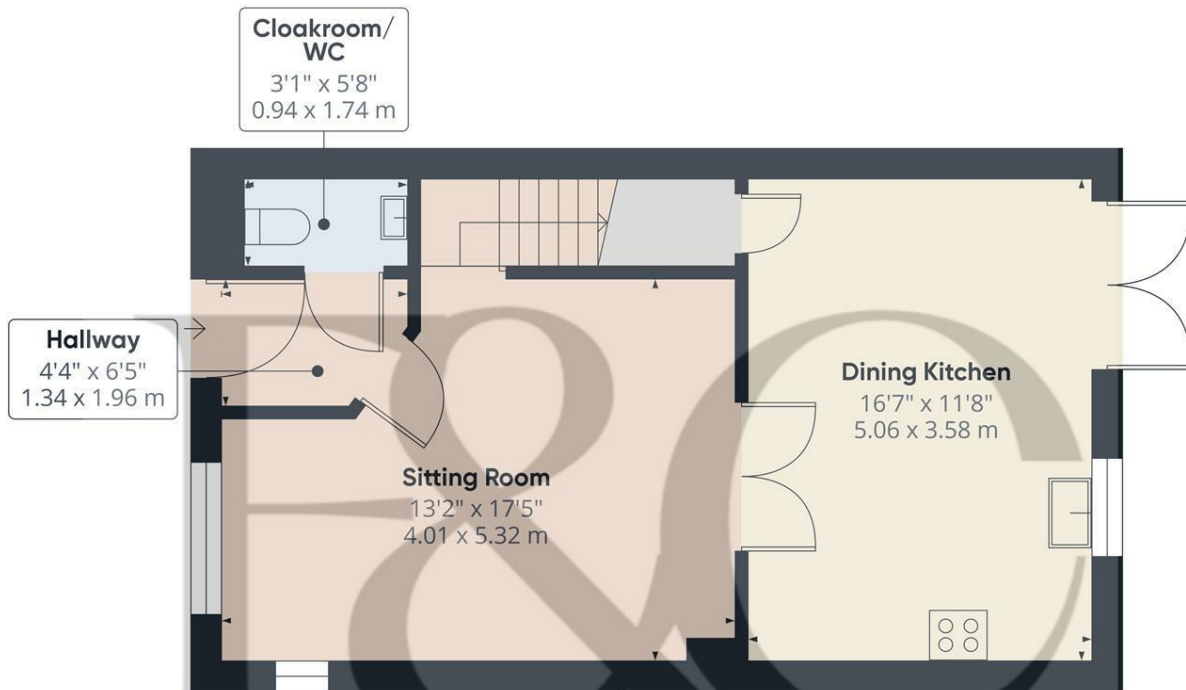 Cloakroom/
WC
3'1" x 5'8"
0.94 x 1.74 m
Hallway
4'4" x 6'5"
1.34 x 1.96 m
Dining Kitchen
16'7" x 11'8"
5.06 x 3.58 m
Sitting Room
13'2" x 17'5"
4.01 x 5.32 m
F&C